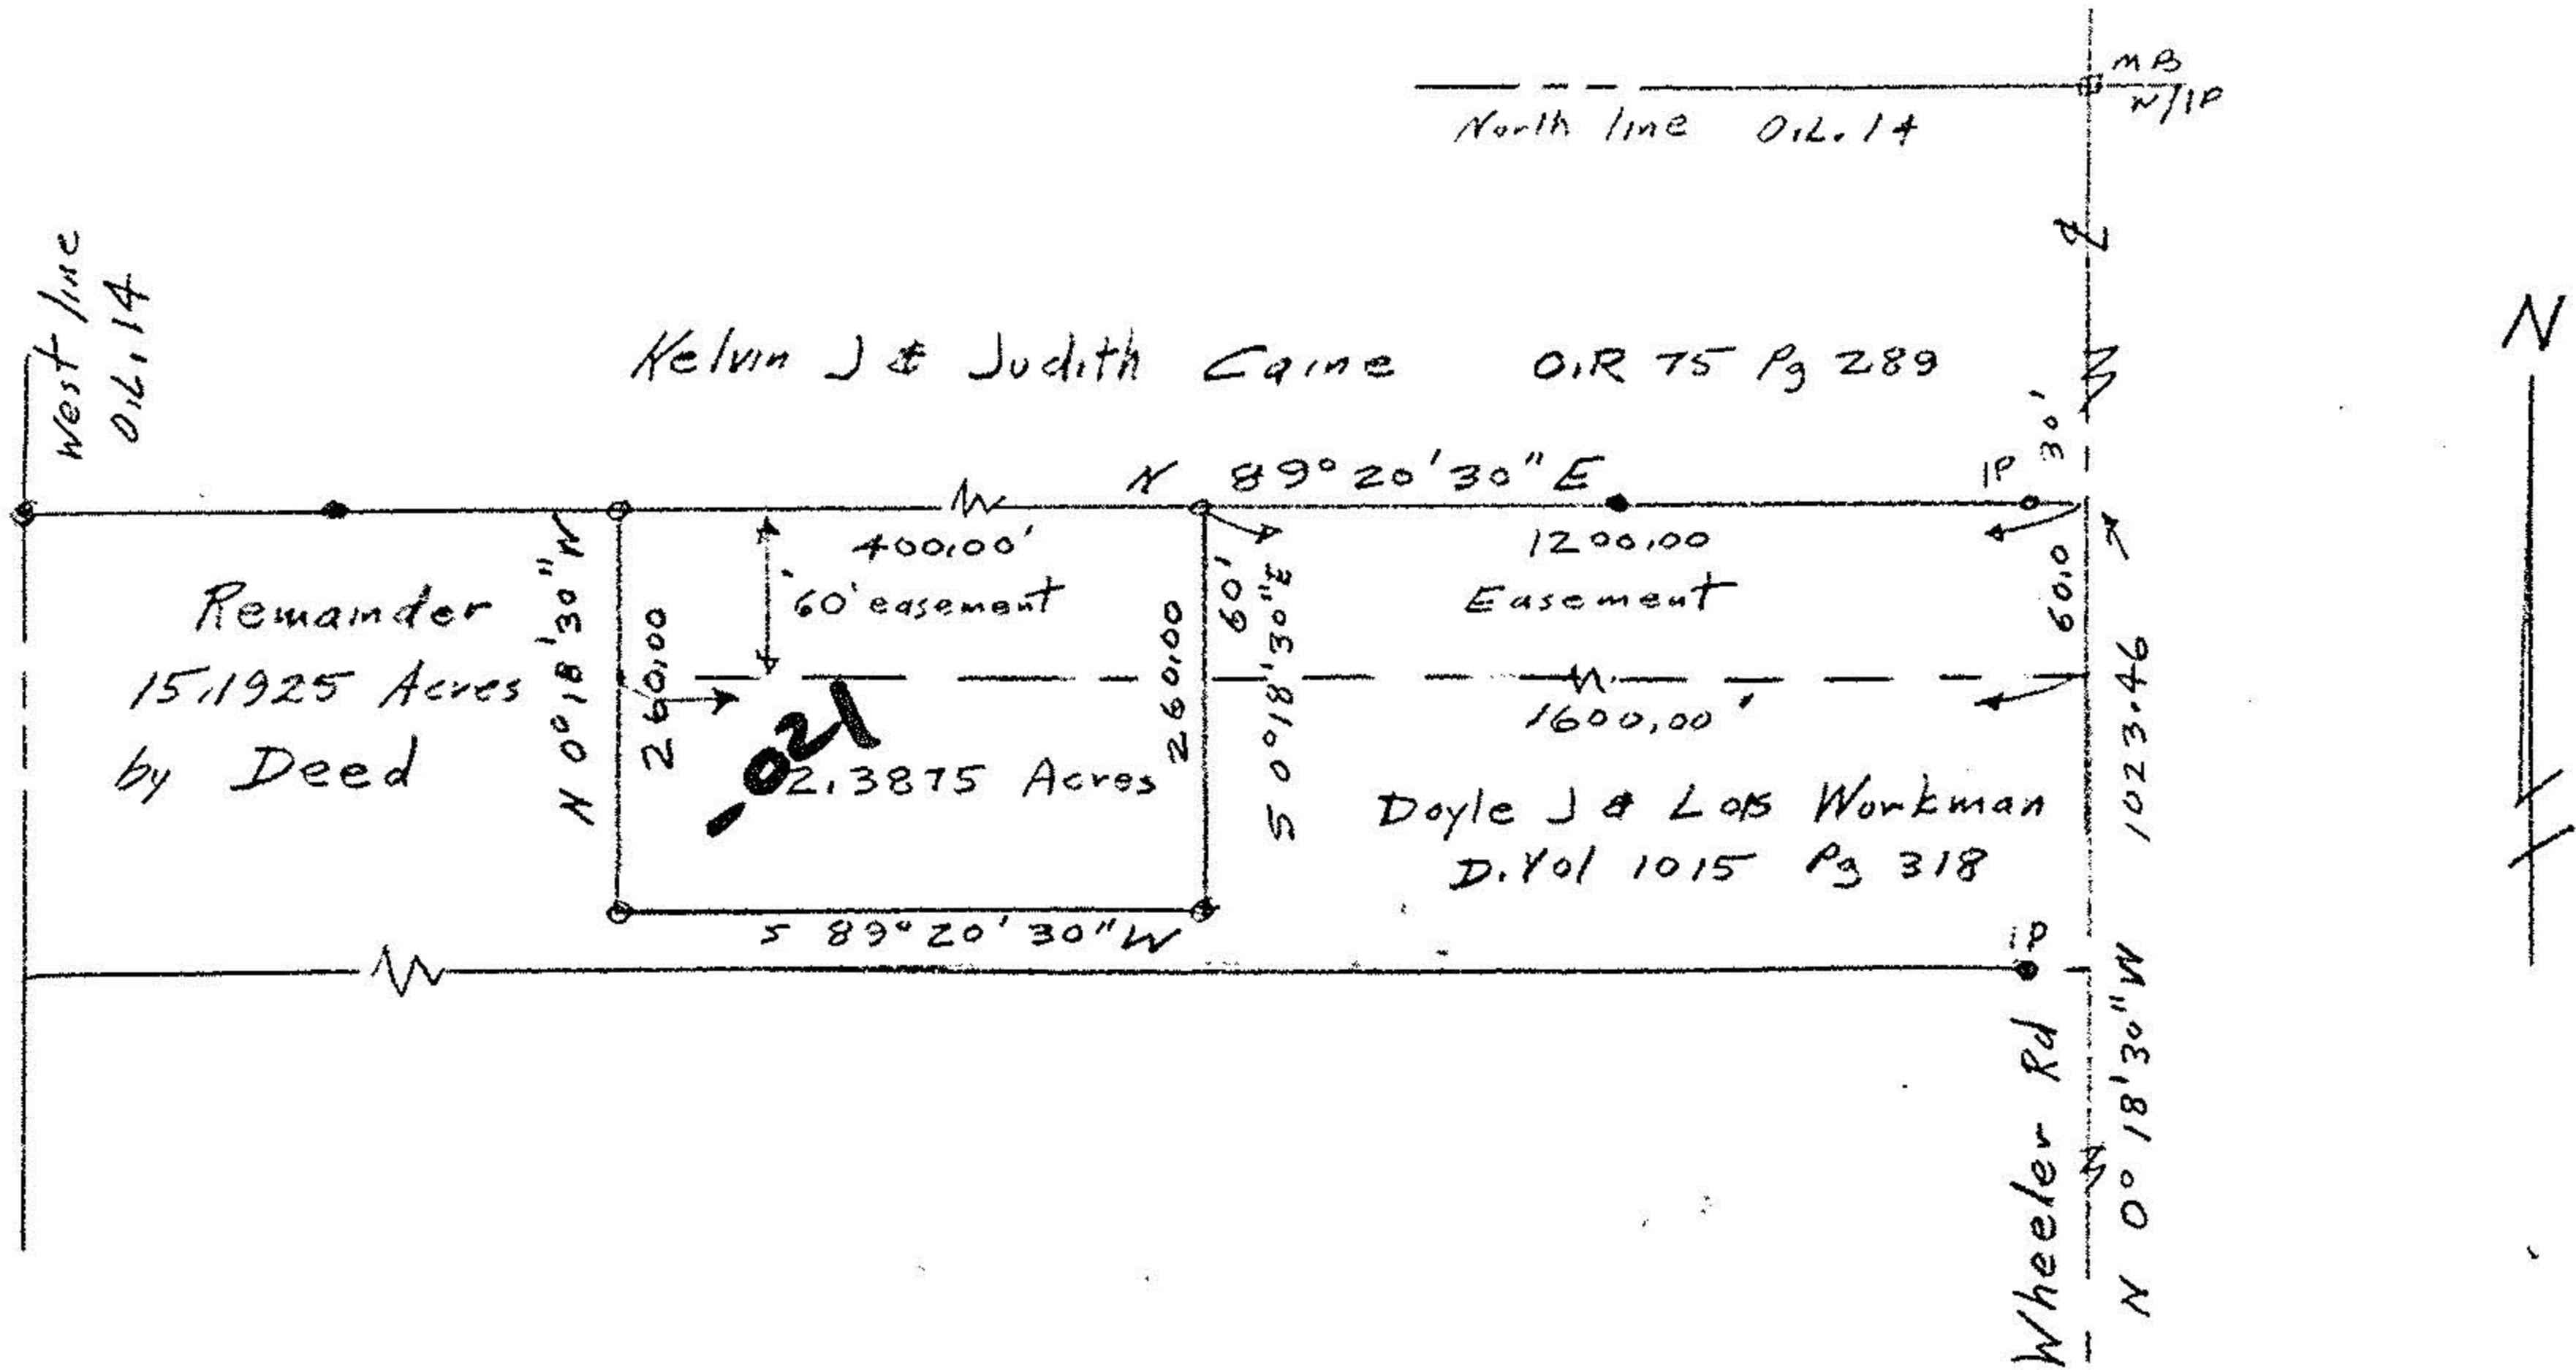 MB
N/IP
North line O.L. 14
West line
O.L. 14
Kelvin J & Judith Caine O.R 75 Pg 289
N
N 89° 20' 30" E
IP
30'
400.00'
60' easement
1200.00
Easement
60.0
60'
Remainder
15.1925 Acres
by Deed
N 0° 18' 30" W
260.00
260.00
S 0° 18' 30" E
1600.00'
-021
2.3875 Acres
Doyle J & Lois Workman
D. Vol 1015 Pg 318
1023.46
S 89° 20' 30" W
IP
Wheeler Rd
N 0° 18' 30" W